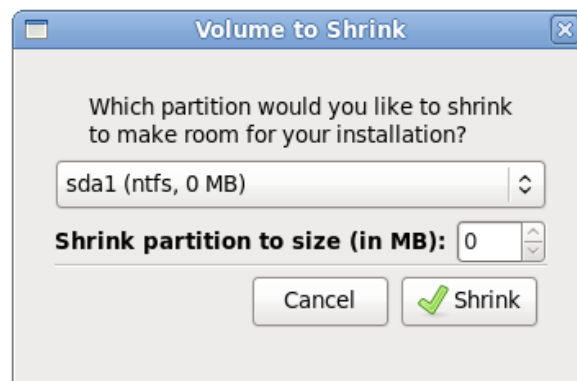 Volume to Shrink
Which partition would you like to shrink
to make room for your installation?
sda1 (ntfs, 0 MB)
Shrink partition to size (in MB): 0
Cancel Shrink